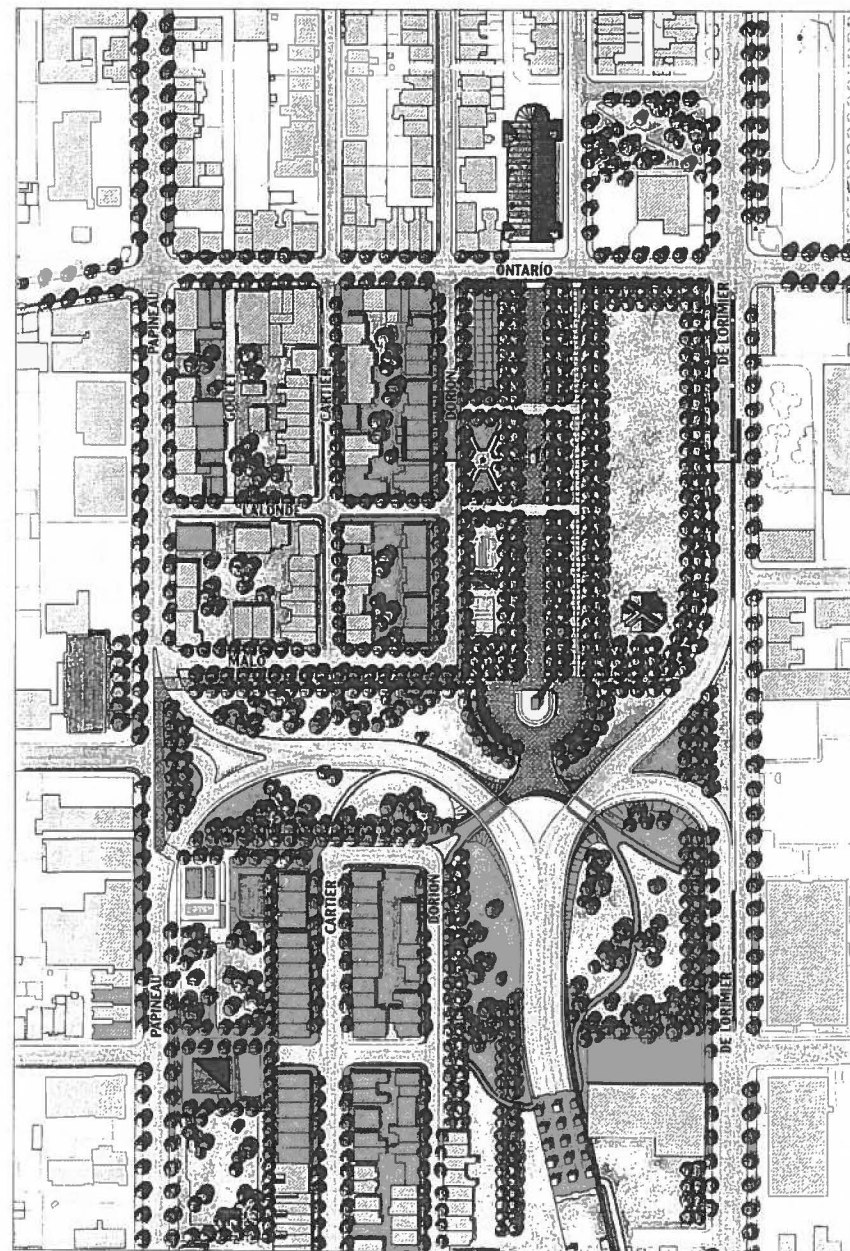 ONTARIO
PAPINEAU
DE LORIMIER
GOULET
CARTIER
DORION
LALONDE
MALO
CARTIER
DORION
PAPINEAU
DE LORIMIER